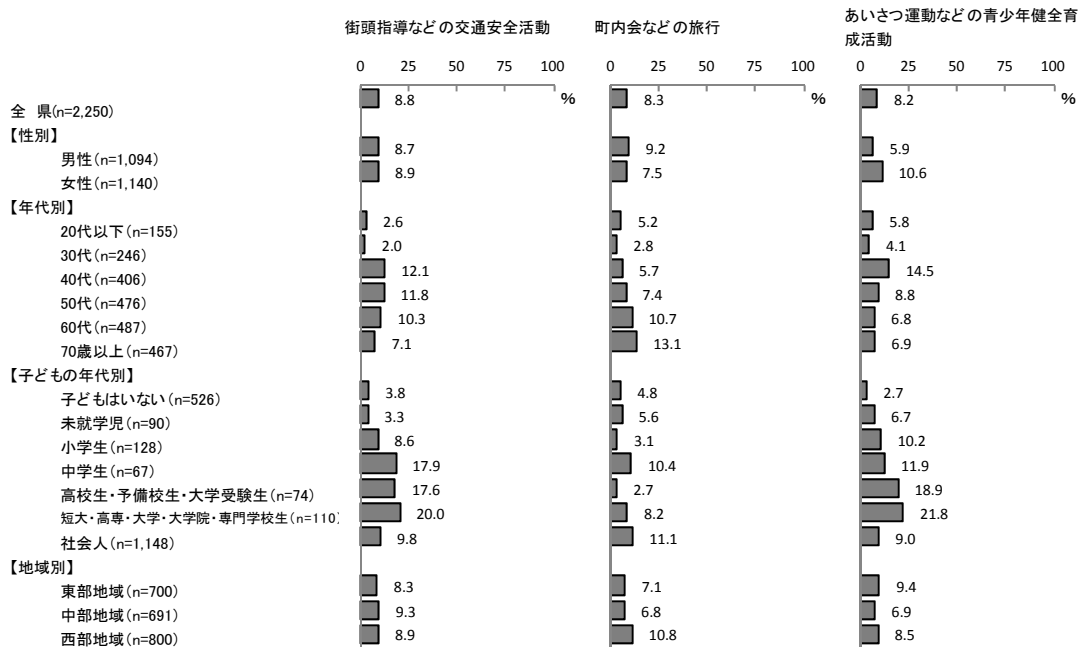 街頭指導などの交通安全活動 町内会などの旅行 あいさつ運動などの青少年健全育
成活動
0 25 50 75 100 0 25 50 75 100 0 25 50 75 100
% % %
全 県(n=2,250) 8.8 8.3 8.2
【性別】
男性(n=1,094) 8.7 9.2 5.9
女性(n=1,140) 8.9 7.5 10.6
【年代別】
20代以下(n=155) 2.6 5.2 5.8
30代(n=246) 2.0 2.8 4.1
40代(n=406) 12.1 5.7 14.5
50代(n=476) 11.8 7.4 8.8
60代(n=487) 10.3 10.7 6.8
70歳以上(n=467) 7.1 13.1 6.9
【子どもの年代別】
子どもはいない(n=526) 3.8 4.8 2.7
未就学児(n=90) 3.3 5.6 6.7
小学生(n=128) 8.6 3.1 10.2
中学生(n=67) 17.9 10.4 11.9
高校生・予備校生・大学受験生(n=74) 17.6 2.7 18.9
短大・高専・大学・大学院・専門学校生(n=110) 20.0 8.2 21.8
社会人(n=1,148) 9.8 11.1 9.0
【地域別】
東部地域(n=700) 8.3 7.1 9.4
中部地域(n=691) 9.3 6.8 6.9
西部地域(n=800) 8.9 10.8 8.5